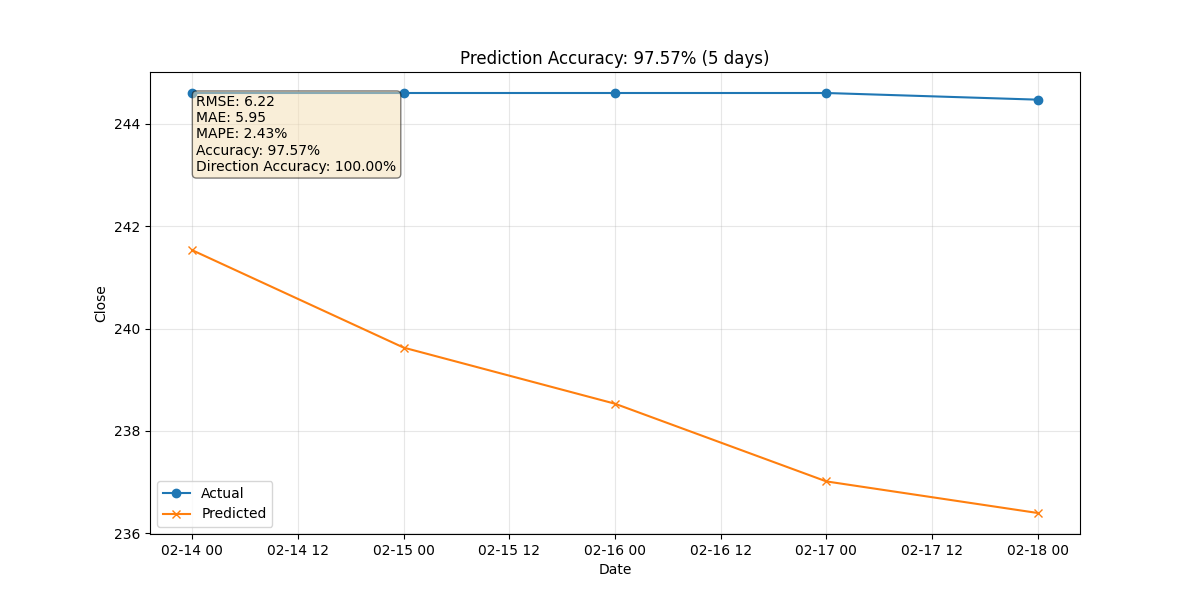 Prediction Accuracy: 97.57% (5 days)
RMSE: 6.22
MAE: 5.95
MAPE: 2.43%
Accuracy: 97.57%
Direction Accuracy: 100.00%
244
242
240
238
236
Close
Actual
Predicted
02-14 00 02-14 12 02-15 00 02-15 12 02-16 00 02-16 12 02-17 00 02-17 12 02-18 00
Date